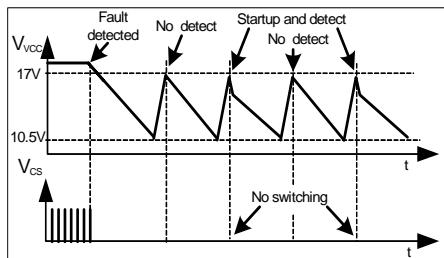 Fault
detected
Startup and detect
No detect
No detect
VVCC
17V
10.5V
t
VCS
No switching
t